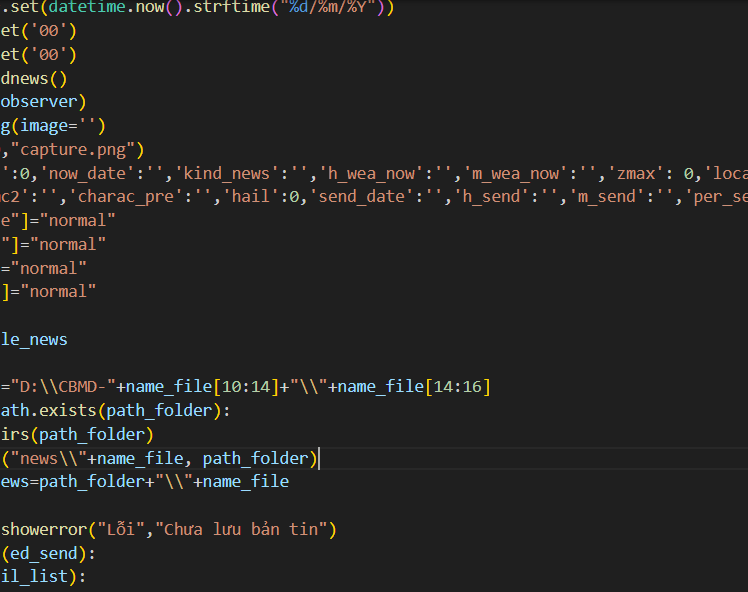 .set(datetime.now().strftime("%d/%m/%Y"))
et('00')
et('00')
dnews()
observer)
g(image='')
,"capture.png")
':0,'now_date':'','kind_news':'','h_wea_now':'','m_wea_now':'','zmax': 0,'loca
ac2':'','charac_pre':'','hail':0,'send_date':'','h_send':'','m_send':'','per_se
e"]="normal"
"]="normal"
="normal"
]="normal"
le_news
="D:\\CBMD-"+name_file[10:14]+"\\"+name_file[14:16]
ath.exists(path_folder):
irs(path_folder)
("news\\"+name_file, path_folder)
ews=path_folder+"\\"+name_file
showerror("Lỗi","Chưa lưu bản tin")
(ed_send):
il_list):